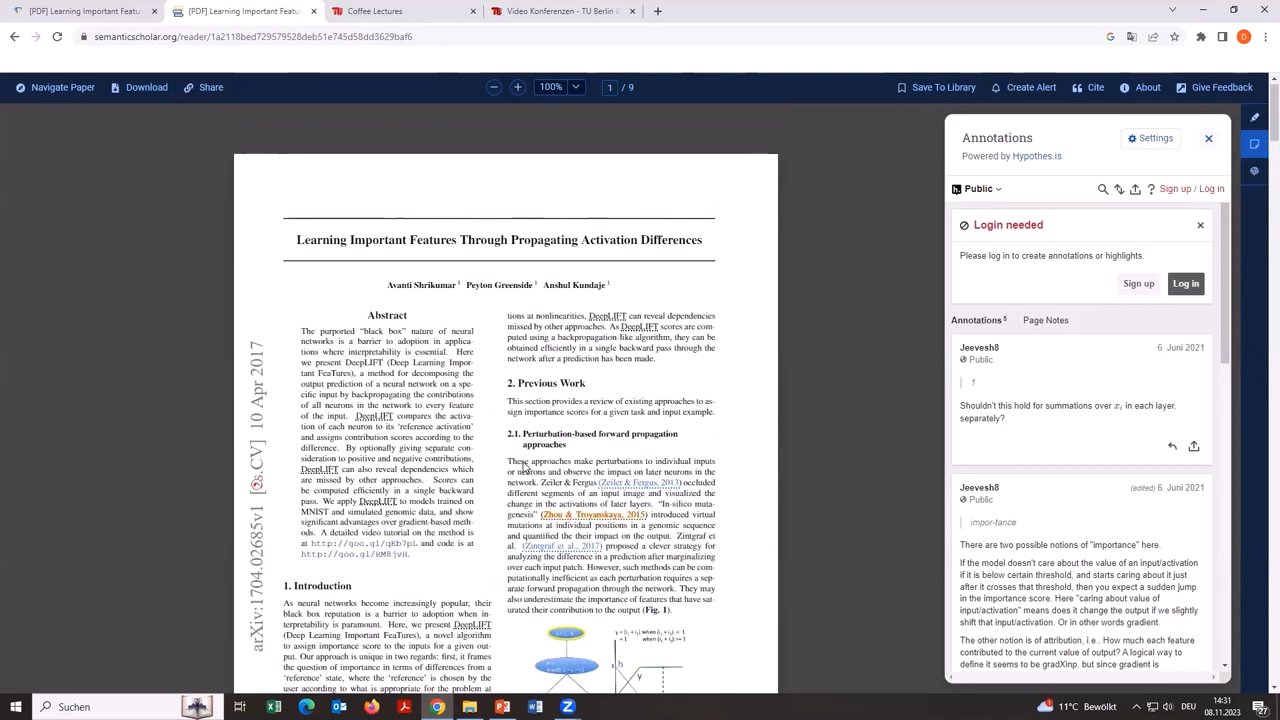 [PDF] Learning Important Featu
[PDF] Learning Important Featu
Coffee Lectures
Video Konferenzen - TU Berlin
semanticscholar.org/reader/1a2118bed729579528deb51e745d58dd3629baf6
Navigate Paper
Download
Share
100%
1 / 9
Save To Library
Create Alert
Cite
About
Give Feedback
arXiv:1704.02685v1 [cs.CV] 10 Apr 2017
Learning Important Features Through Propagating Activation Differences
Avanti Shrikumar 1 Peyton Greenside 1 Anshul Kundaje 1
Abstract
The purported “black box” nature of neural
networks is a barrier to adoption in applica-
tions where interpretability is essential. Here
we present DeepLIFT (Deep Learning Impor-
tant FeaTures), a method for decomposing the
output prediction of a neural network on a spe-
cific input by backpropagating the contributions
of all neurons in the network to every feature
of the input. DeepLIFT compares the activa-
tion of each neuron to its ‘reference activation’
and assigns contribution scores according to the
difference. By optionally giving separate con-
sideration to positive and negative contributions,
DeepLIFT can also reveal dependencies which
are missed by other approaches. Scores can
be computed efficiently in a single backward
pass. We apply DeepLIFT to models trained on
MNIST and simulated genomic data, and show
significant advantages over gradient-based meth-
ods. A detailed video tutorial on the method is
at http://goo.gl/qKb7pL and code is at
http://goo.gl/RM8jvH.
1. Introduction
As neural networks become increasingly popular, their
black box reputation is a barrier to adoption when in-
terpretability is paramount. Here, we present DeepLIFT
(Deep Learning Important FeaTures), a novel algorithm
to assign importance score to the inputs for a given out-
put. Our approach is unique in two regards: first, it frames
the question of importance in terms of differences from a
‘reference’ state, where the ‘reference’ is chosen by the
user according to what is appropriate for the problem at
tions at nonlinearities, DeepLIFT can reveal dependencies
missed by other approaches. As DeepLIFT scores are com-
puted using a backpropagation-like algorithm, they can be
obtained efficiently in a single backward pass through the
network after a prediction has been made.
2. Previous Work
This section provides a review of existing approaches to as-
sign importance scores for a given task and input example.
2.1. Perturbation-based forward propagation
approaches
These approaches make perturbations to individual inputs
or neurons and observe the impact on later neurons in the
network. Zeiler & Fergus (Zeiler & Fergus, 2013) occluded
different segments of an input image and visualized the
change in the activations of later layers. “In-silico muta-
genesis” (Zhou & Troyanskaya, 2015) introduced virtual
mutations at individual positions in a genomic sequence
and quantified the their impact on the output. Zintgraf et
al. (Zintgraf et al., 2017) proposed a clever strategy for
analyzing the difference in a prediction after marginalizing
over each input patch. However, such methods can be com-
putationally inefficient as each perturbation requires a sep-
arate forward propagation through the network. They may
also underestimate the importance of features that have sat-
urated their contribution to the output (Fig. 1).
y = (i₁ + i₂) when (i₁ + i₂) < 1
= 1 when (i₁ + i₂) >= 1
h
y
Annotations
Settings
Powered by Hypothes.is
Public
? Sign up / Log in
Login needed
Please log in to create annotations or highlights.
Sign up
Log in
Annotations 6
Page Notes
Jeevesh8
6. Juni 2021
Public
1
Shouldn't this hold for summations over xᵢ in each layer,
separately?
Jeevesh8
(edited) 6. Juni 2021
Public
impor-tance
There are two possible notions of "importance" here.
If the model doesn't care about the value of an input/activation
if it is below certain threshold, and starts caring about it just
after it crosses that threshold, then you expect a sudden jump
in the importance score. Here "caring about value of
input/activation" means does it change the output if we slightly
shift that input/activation. Or in other words gradient.
The other notion is of attribution, i.e., How much each feature
contributed to the current value of output? A logical way to
define it seems to be gradXinp, but since gradient is
Suchen
11°C Bewölkt
DEU
14:31
08.11.2023